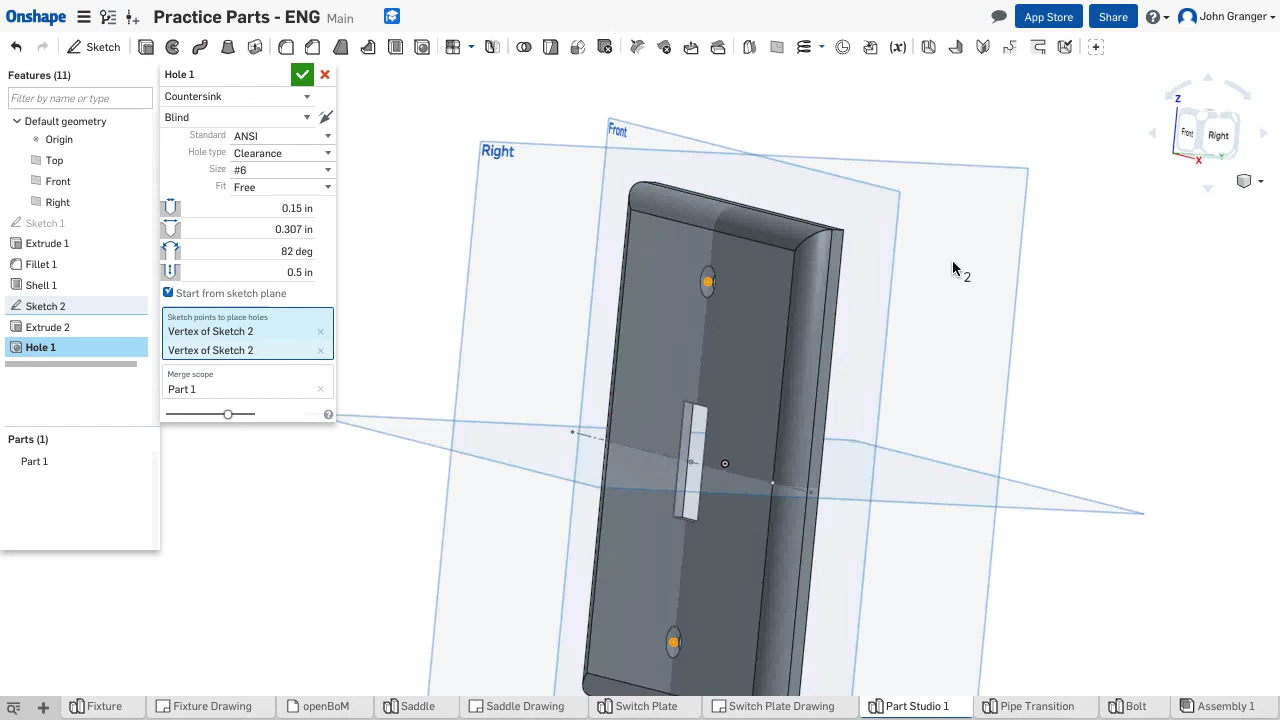 Onshape Practice Parts - ENG Main App Store Share John Granger
Sketch
Features (11)
Filter by name or type
Default geometry
Origin
Top
Front
Right
Sketch 1
Extrude 1
Fillet 1
Shell 1
Sketch 2
Extrude 2
Hole 1
Parts (1)
Part 1
Hole 1
Countersink
Blind
Standard ANSI
Hole type Clearance
Size #6
Fit Free
0.15 in
0.307 in
82 deg
0.5 in
Start from sketch plane
Sketch points to place holes
Vertex of Sketch 2
Vertex of Sketch 2
Merge scope
Part 1
Front
Right
2
Z
Front Right
X Y
Fixture Fixture Drawing openBoM Saddle Saddle Drawing Switch Plate Switch Plate Drawing Part Studio 1 Pipe Transition Bolt Assembly 1